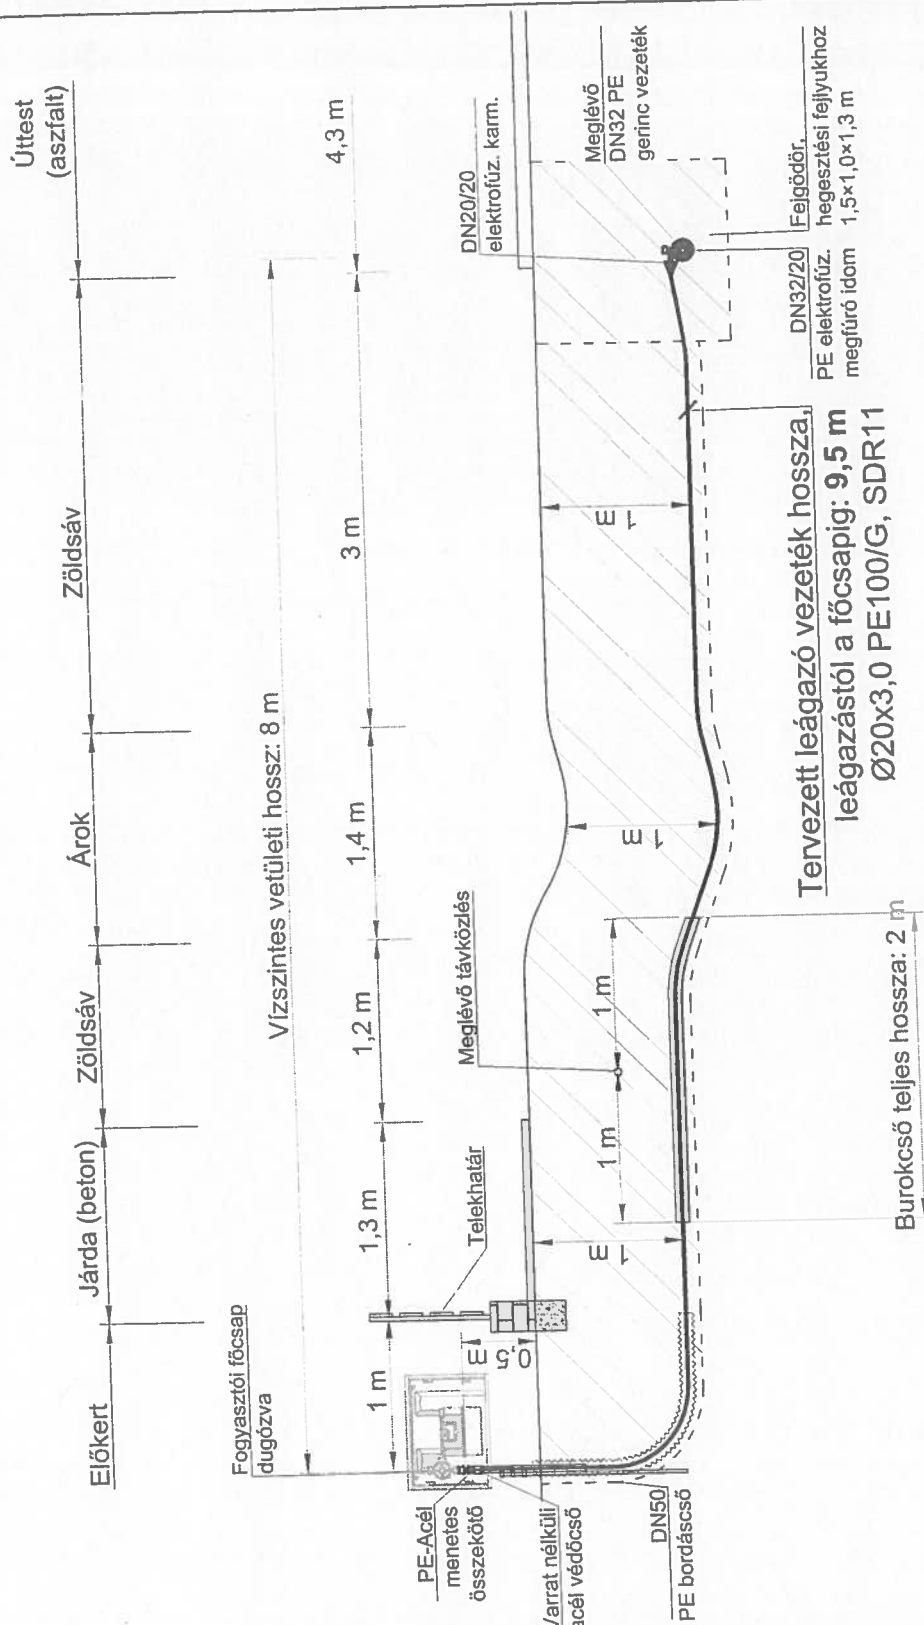 Előkert
Járda (beton)
Zöldsáv
Árok
Zöldsáv
Úttest
(aszfalt)
Vízszintes vetületi hossz: 8 m
1 m
1,3 m
1,2 m
1,4 m
3 m
4,3 m
Fogyasztói főcsap
dugózva
Telekhatár
Meglévő távközlés
DN20/20
elektrofúz. karm.
0,5 m
PE-Acél
menetes
összekötő
acél védőcső
DN50
PE bordáscső
1 m
1 m
1 m
1 m
1 m
Meglévő
DN32 PE
gerinc vezeték
Fejgödör,
hegesztési fejlyukhoz
1,5×1,0×1,3 m
DN32/20
PE elektrofúz.
megfúró idom
Tervezett leágazó vezeték hossza,
leágazástól a főcsapig: 9,5 m
Ø20x3,0 PE100/G, SDR11
Burokcső teljes hossza: 2 m